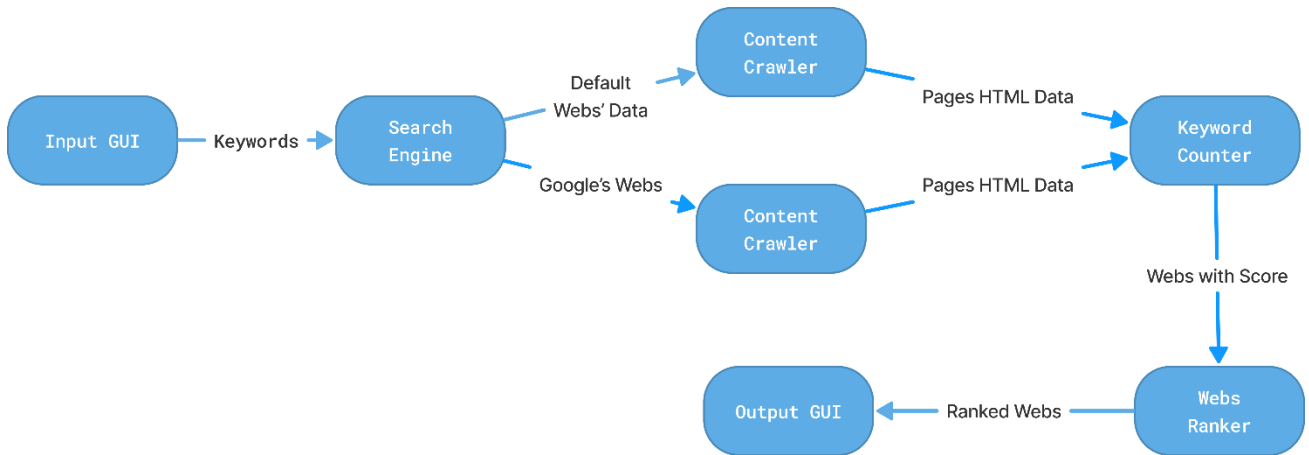 Input GUI
Keywords
Search
Engine
Default
Webs' Data
Google's Webs
Content
Crawler
Content
Crawler
Pages HTML Data
Pages HTML Data
Keyword
Counter
Webs with Score
Webs
Ranker
Ranked Webs
Output GUI